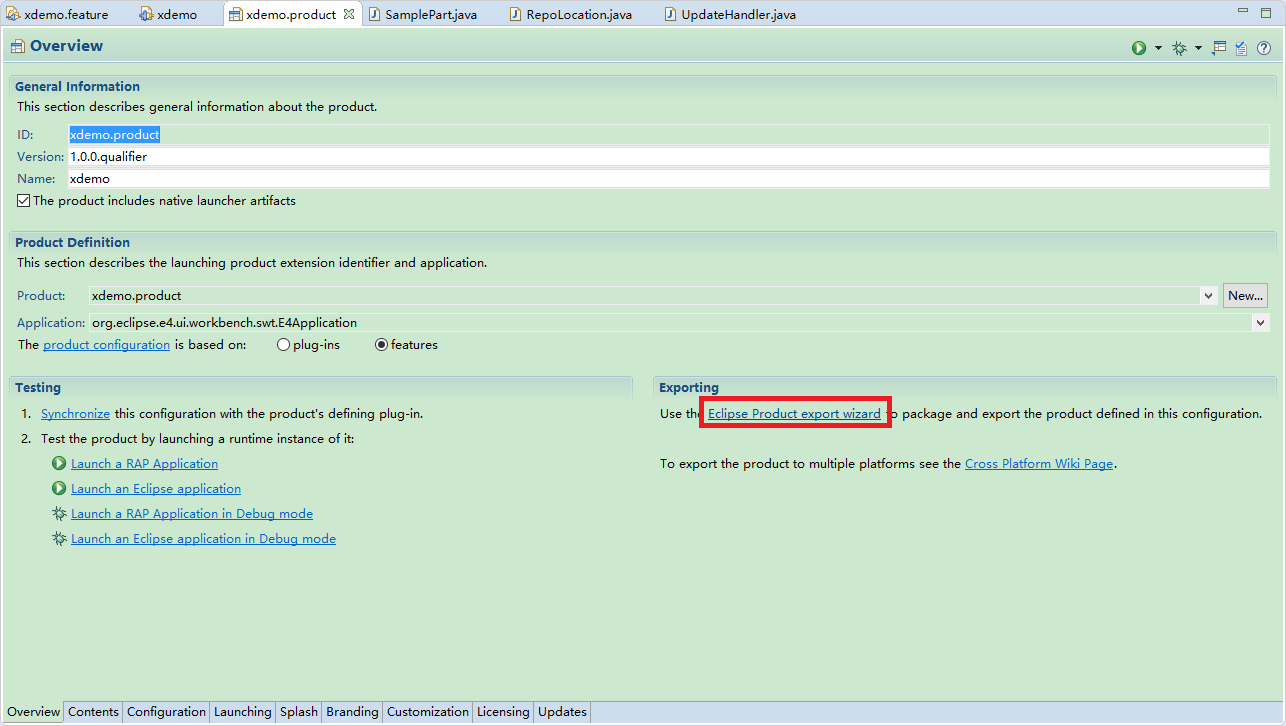 xdemo.feature xdemo xdemo.product SamplePart.java RepoLocation.java UpdateHandler.java
Overview
General Information
This section describes general information about the product.
ID: xdemo.product
Version: 1.0.0.qualifier
Name: xdemo
The product includes native launcher artifacts
Product Definition
This section describes the launching product extension identifier and application.
Product: xdemo.product New...
Application: org.eclipse.e4.ui.workbench.swt.E4Application
The product configuration is based on: plug-ins features
Testing
1. Synchronize this configuration with the product's defining plug-in.
2. Test the product by launching a runtime instance of it:
Launch a RAP Application
Launch an Eclipse application
Launch a RAP Application in Debug mode
Launch an Eclipse application in Debug mode
Exporting
Use the Eclipse Product export wizard to package and export the product defined in this configuration.
To export the product to multiple platforms see the Cross Platform Wiki Page.
Overview Contents Configuration Launching Splash Branding Customization Licensing Updates